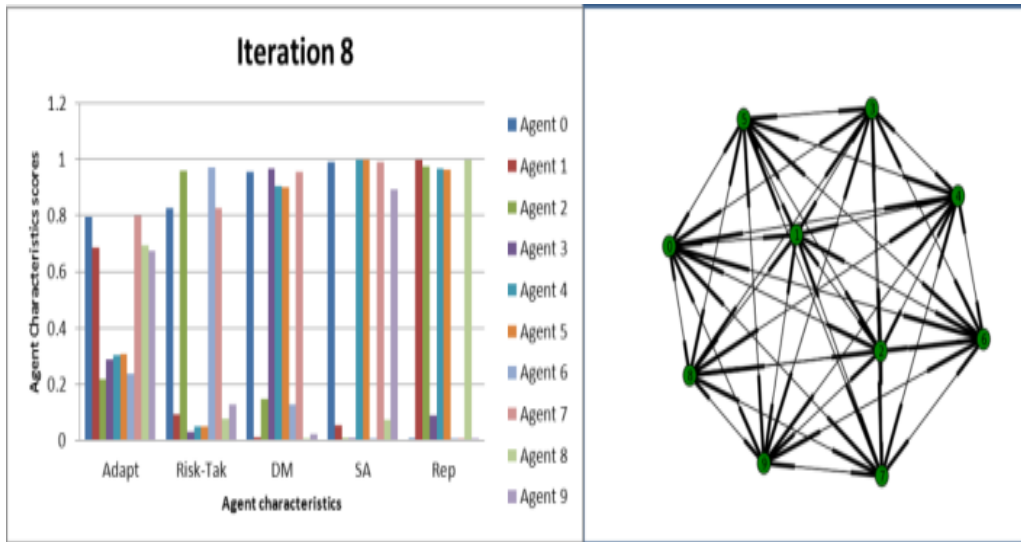 Iteration 8
1.2
1
0.8
0.6
0.4
0.2
0
Agent Characteristics scores
Adapt
Risk-Tak
DM
SA
Rep
Agent characteristics
Agent 0
Agent 1
Agent 2
Agent 3
Agent 4
Agent 5
Agent 6
Agent 7
Agent 8
Agent 9